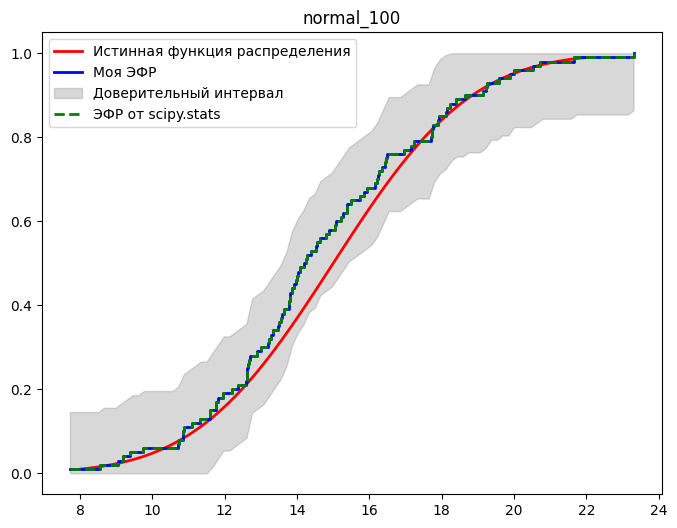 normal_100
Истинная функция распределения
Моя ЭФР
Доверительный интервал
ЭФР от scipy.stats
1.0
0.8
0.6
0.4
0.2
0.0
8 10 12 14 16 18 20 22 24